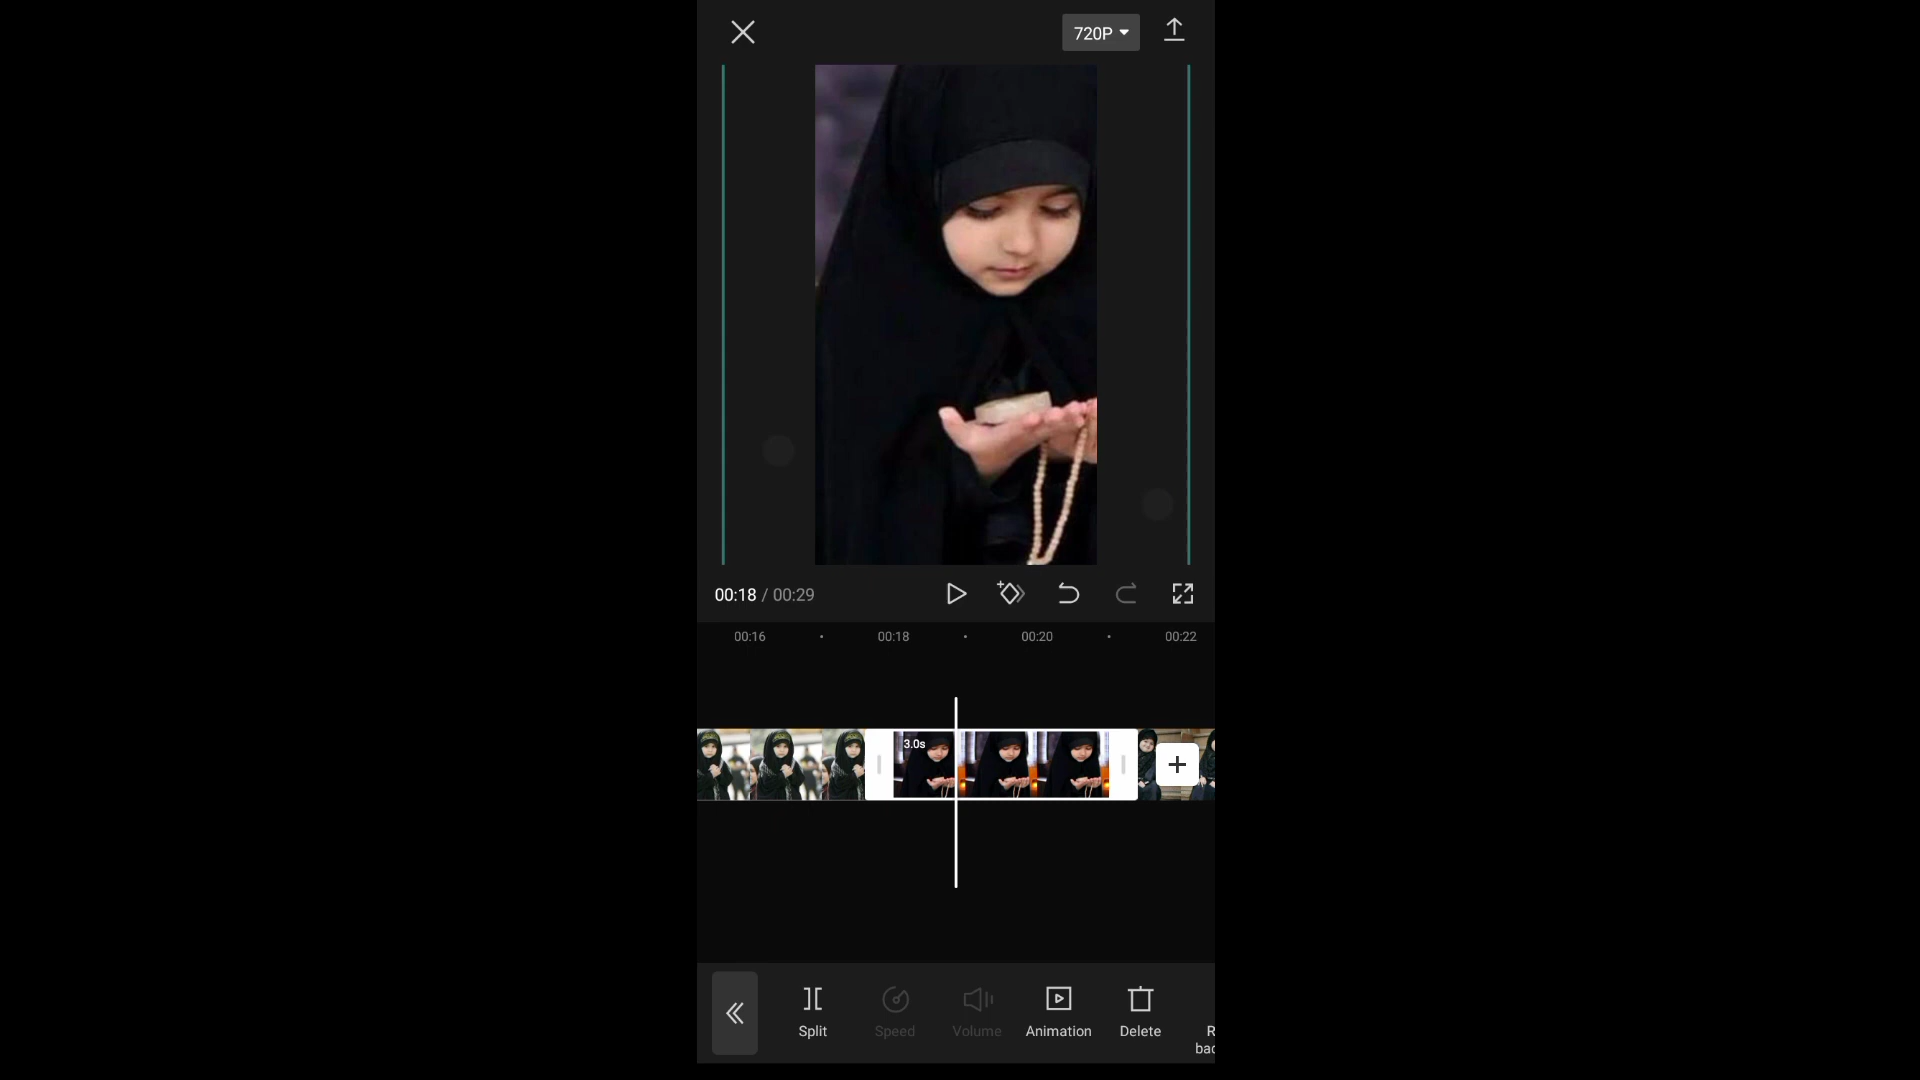 720P
00:18 / 00:29
00:16 00:18 00:20 00:22
3.0s
Split Speed Volume Animation Delete R
bac